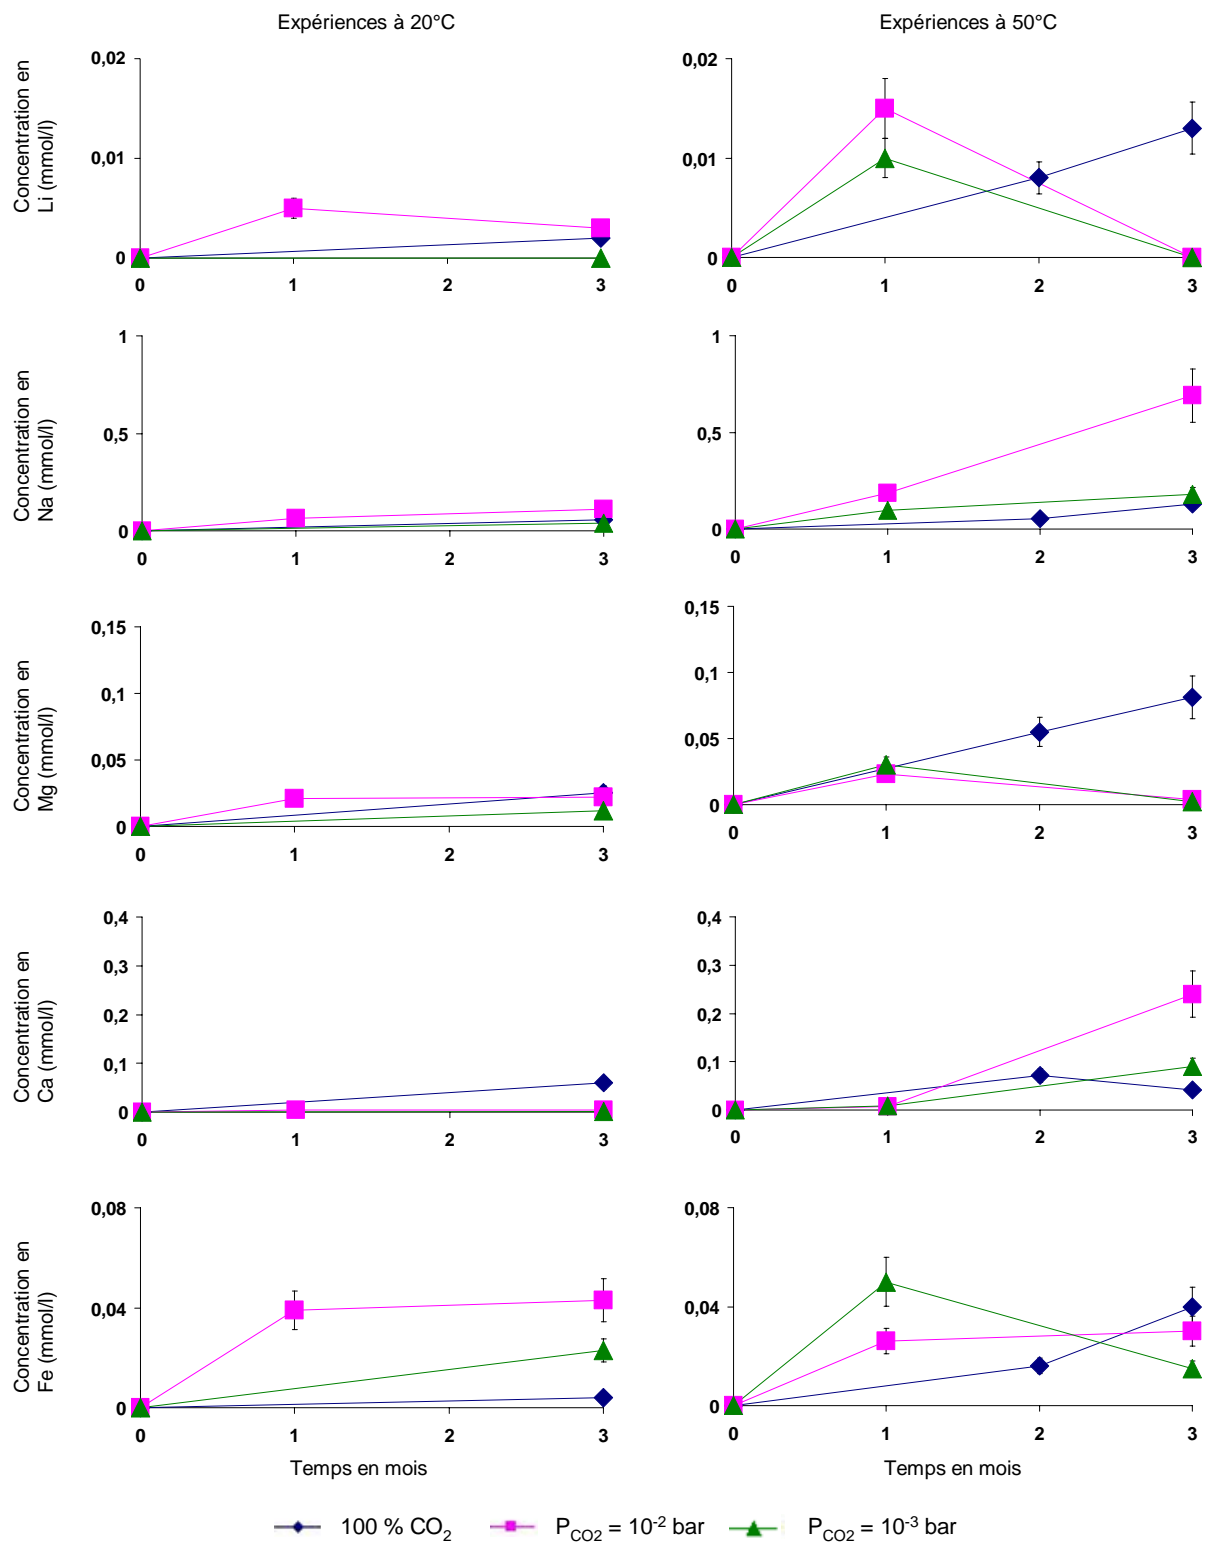 Expériences à 20°C
Expériences à 50°C
Concentration en
Li (mmol/l)
0,02
0,01
0
0 1 2 3
0,02
0,01
0
0 1 2 3
Concentration en
Na (mmol/l)
1
0,5
0
0 1 2 3
1
0,5
0
0 1 2 3
Concentration en
Mg (mmol/l)
0,15
0,1
0,05
0
0 1 2 3
0,15
0,1
0,05
0
0 1 2 3
Concentration en
Ca (mmol/l)
0,4
0,3
0,2
0,1
0
0 1 2 3
0,4
0,3
0,2
0,1
0
0 1 2 3
Concentration en
Fe (mmol/l)
0,08
0,04
0
0 1 2 3
Temps en mois
0,08
0,04
0
0 1 2 3
Temps en mois
100 % CO₂
P_CO2 = 10⁻² bar
P_CO2 = 10⁻³ bar